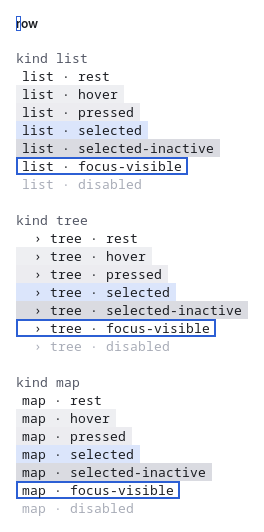 row
kind list
list · rest
list · hover
list · pressed
list · selected
list · selected-inactive
list · focus-visible
list · disabled
kind tree
› tree · rest
› tree · hover
› tree · pressed
› tree · selected
› tree · selected-inactive
› tree · focus-visible
› tree · disabled
kind map
map · rest
map · hover
map · pressed
map · selected
map · selected-inactive
map · focus-visible
map · disabled